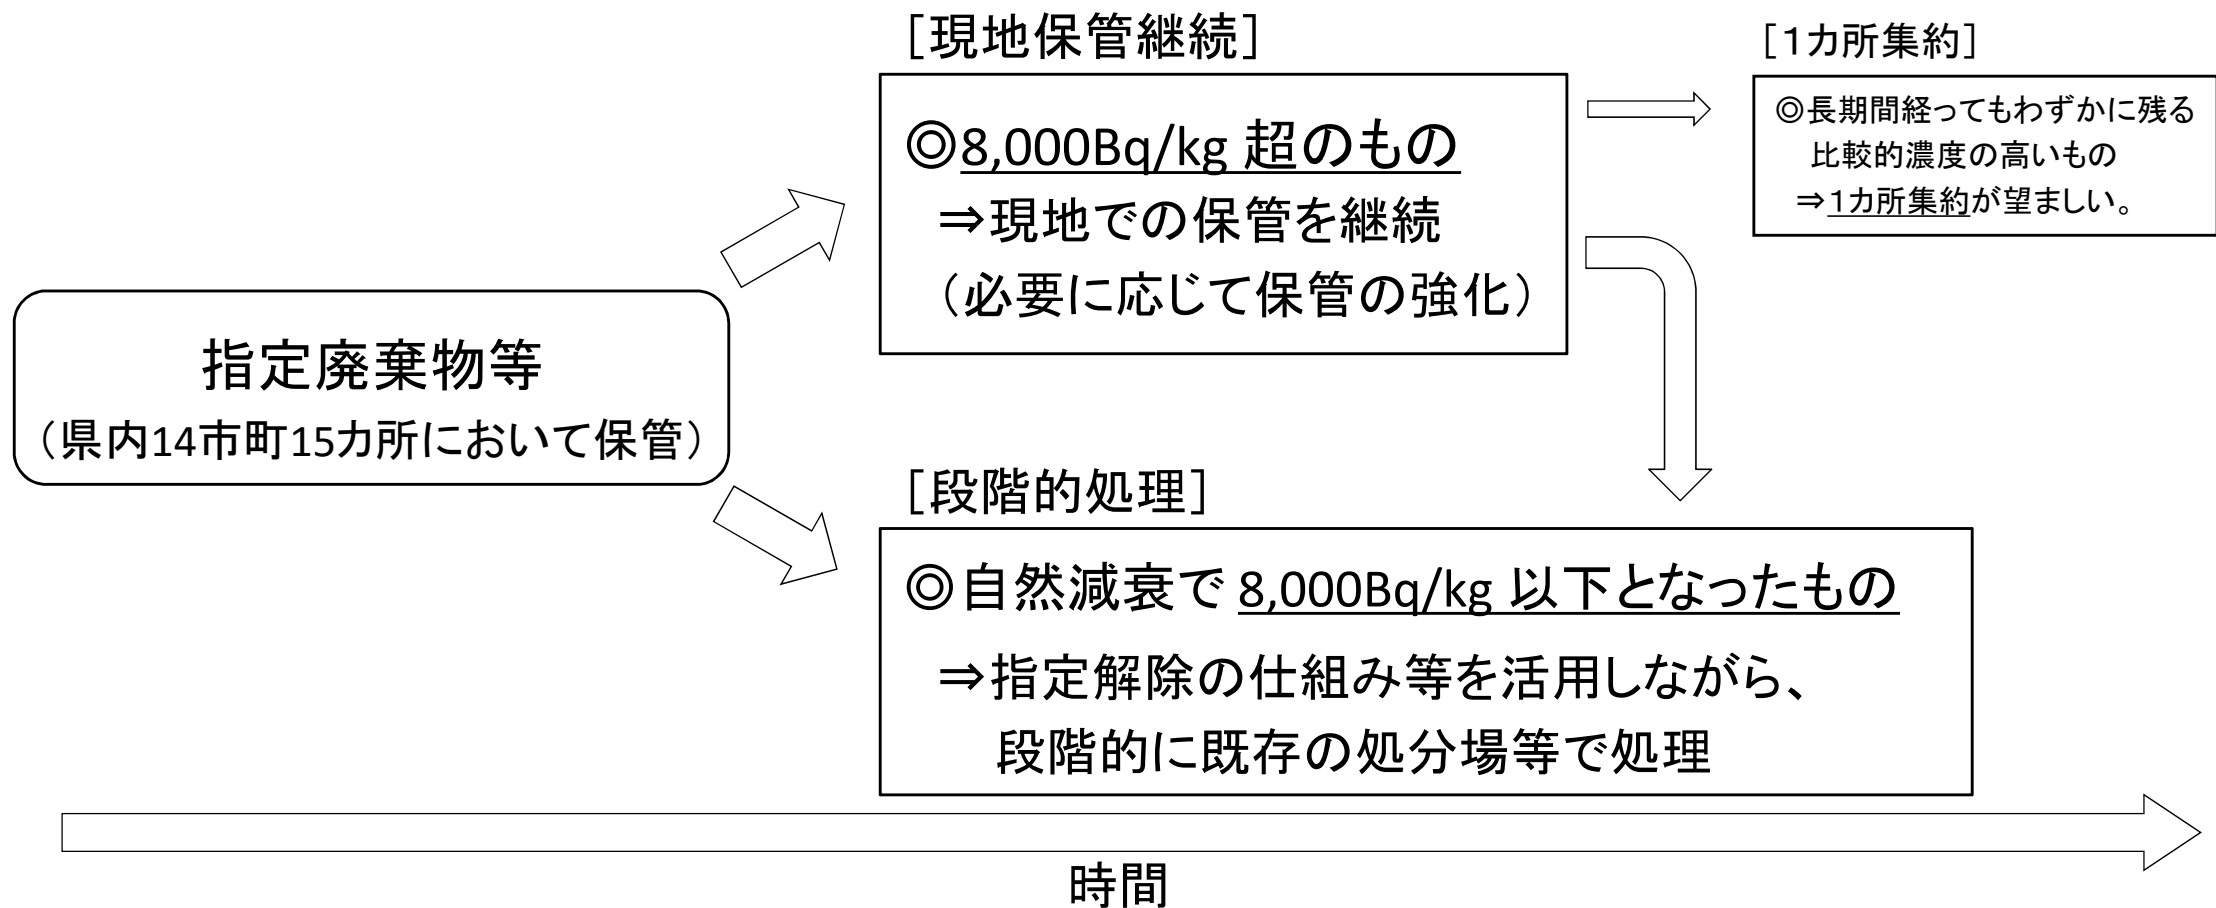 指定廃棄物等
（県内14市町15カ所において保管）
［現地保管継続］
◎8,000Bq/kg 超のもの
⇒現地での保管を継続
（必要に応じて保管の強化）
［1カ所集約］
◎長期間経ってもわずかに残る
比較的濃度の高いもの
⇒1カ所集約が望ましい。
［段階的処理］
◎自然減衰で 8,000Bq/kg 以下となったもの
⇒指定解除の仕組み等を活用しながら、
段階的に既存の処分場等で処理
時間